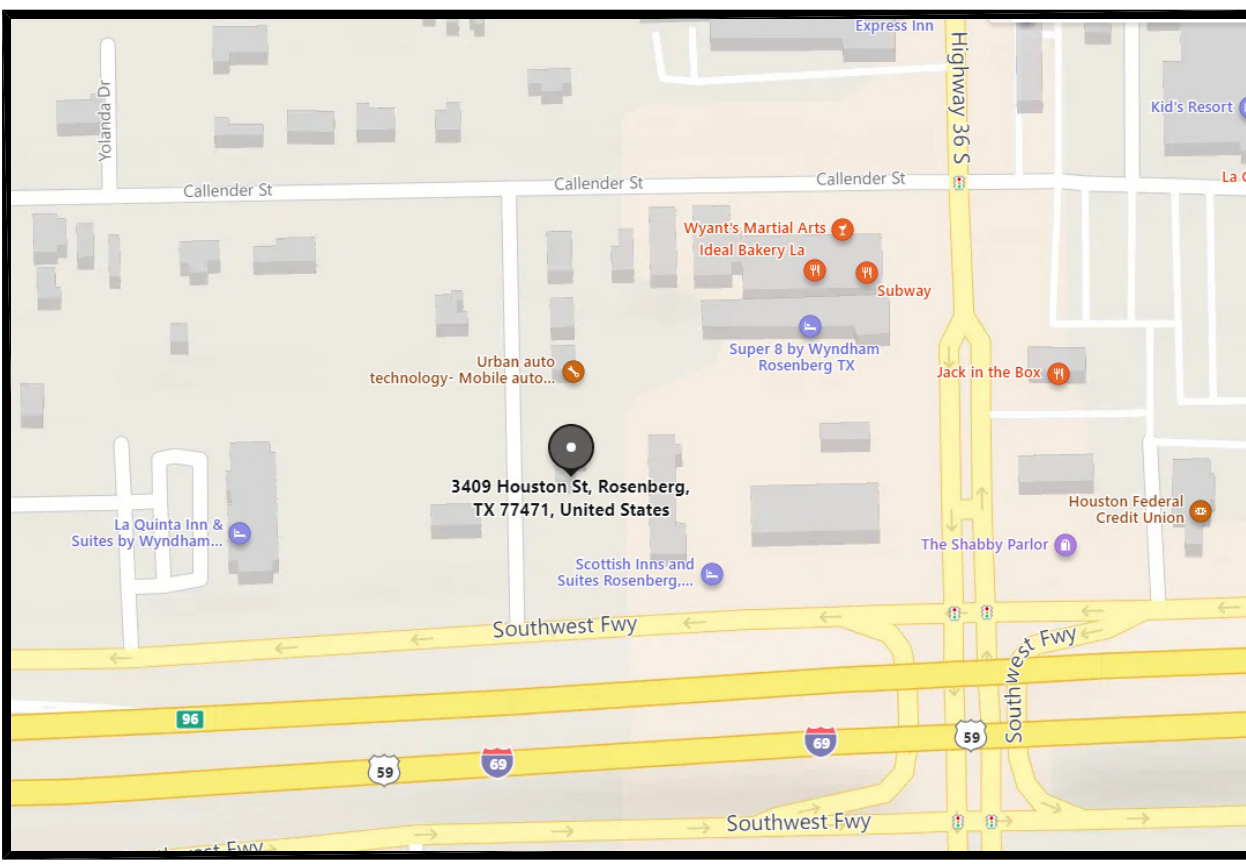 Express Inn
Highway 36 S
Kid's Resort
Yolanda Dr
Callender St
Callender St
Callender St
La
Wyant's Martial Arts
Ideal Bakery La
Subway
Super 8 by Wyndham
Rosenberg TX
Urban auto
technology- Mobile auto...
Jack in the Box
3409 Houston St, Rosenberg,
TX 77471, United States
Houston Federal
Credit Union
La Quinta Inn &
Suites by Wyndham...
The Shabby Parlor
Scottish Inns and
Suites Rosenberg,...
Southwest Fwy
Southwest Fwy
96
59
69
69
59
Southwest Fwy
Fwy